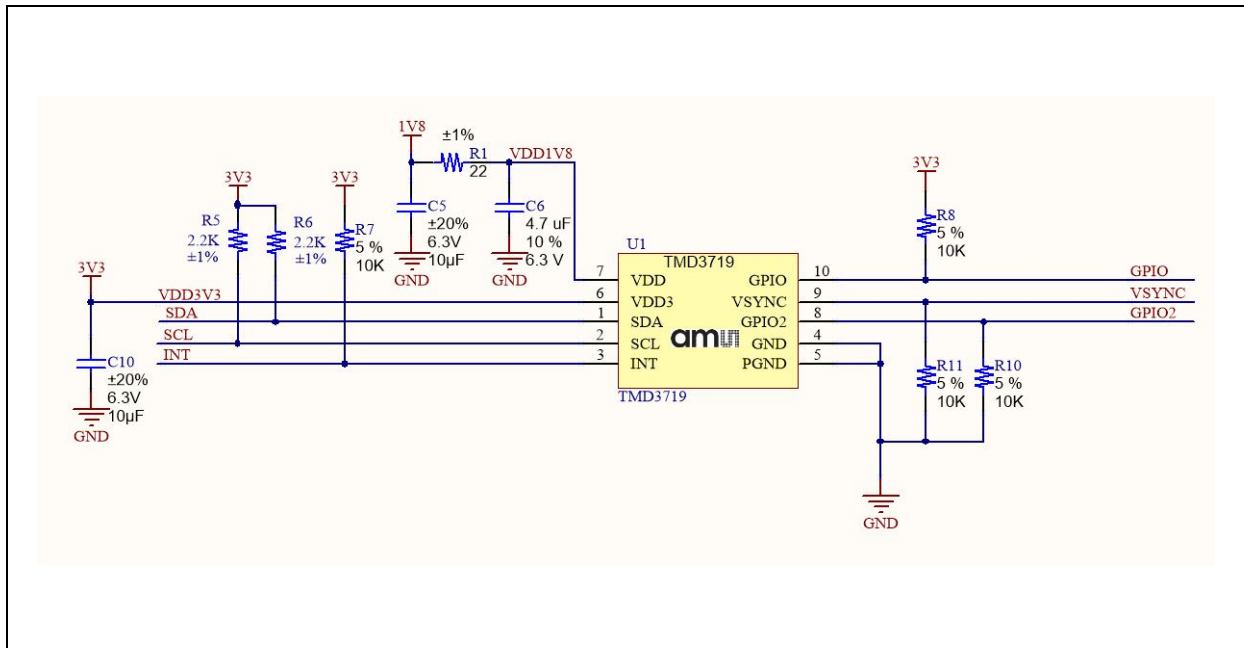 1V8
±1%
R1
22
VDD1V8
3V3
3V3
3V3
R5
2.2K
±1%
R6
2.2K
±1%
R7
5 %
10K
C5
±20%
6.3V
10µF
GND
C6
4.7 uF
10 %
6.3 V
GND
R8
5 %
10K
U1
TMD3719
3V3
7
VDD
GPIO
10
GPIO
VDD3V3
6
VDD3
VSYNC
9
VSYNC
SDA
1
SDA
GPIO2
8
GPIO2
SCL
2
SCL
am
GND
4
INT
3
INT
PGND
5
C10
±20%
6.3V
10µF
GND
TMD3719
R11
5 %
10K
R10
5 %
10K
GND